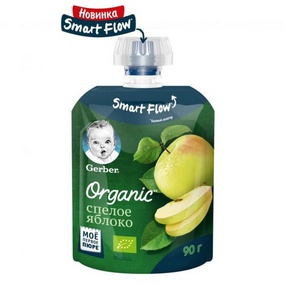 Новинка
Smart Flow
Smart Flow
Gerber
Organic
спелое
яблоко
МОЁ
ПЕРВОЕ
ПЮРЕ
90 г